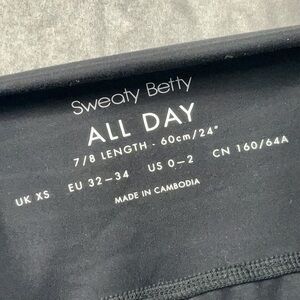 Sweaty Betty
ALL DAY
7/8 LENGTH - 60cm/24"
UK XS EU 32-34 US 0-2 CN 160/64A
MADE IN CAMBODIA